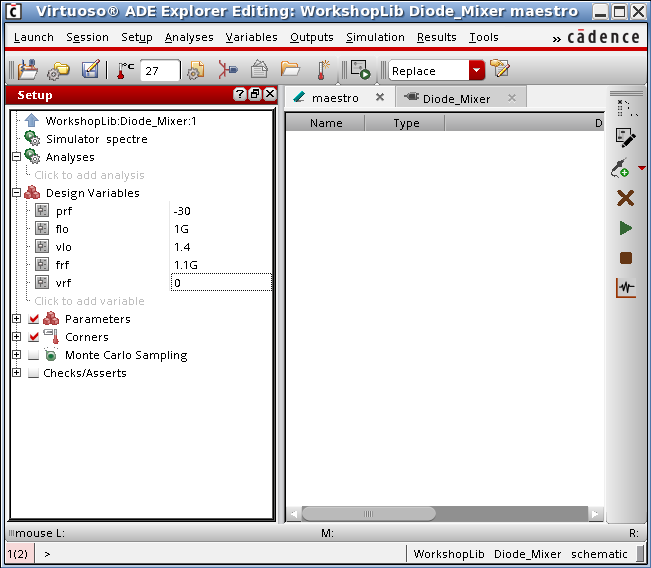 Virtuoso® ADE Explorer Editing: WorkshopLib Diode_Mixer maestro
Launch Session Setup Analyses Variables Outputs Simulation Results Tools » cādence
°C 27 Replace
Setup
maestro
Diode_Mixer
WorkshopLib:Diode_Mixer:1
Name Type D
Simulator spectre
Analyses
Click to add analysis
Design Variables
prf -30
flo 1G
vlo 1.4
frf 1.1G
vrf 0
Click to add variable
Parameters
Corners
Monte Carlo Sampling
Checks/Asserts
mouse L: M: R:
1(2) > WorkshopLib Diode_Mixer schematic